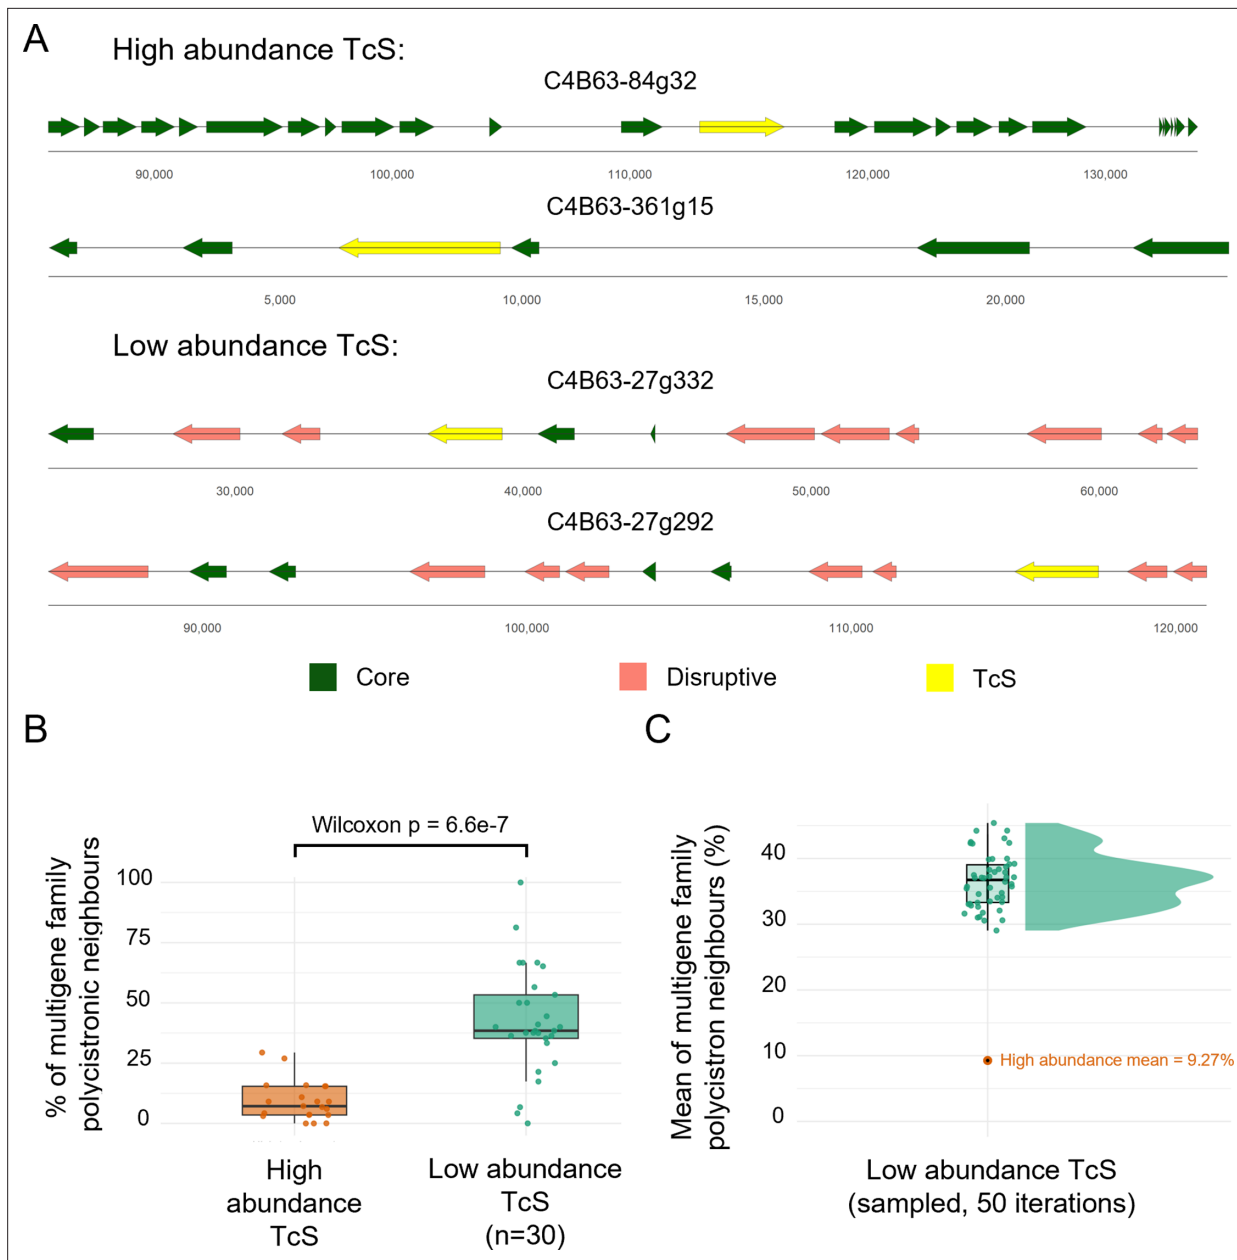 A
High abundance TcS:
C4B63-84g32
90,000 100,000 110,000 120,000 130,000
C4B63-361g15
5,000 10,000 15,000 20,000
Low abundance TcS:
C4B63-27g332
30,000 40,000 50,000 60,000
C4B63-27g292
90,000 100,000 110,000 120,000
Core Disruptive TcS
B
% of multigene family
polycistronic neighbours
Wilcoxon p = 6.6e-7
100
75
50
25
0
High
abundance
TcS
Low abundance
TcS
(n=30)
C
Mean of multigene family
polycistron neighbours (%)
40
30
20
10
0
High abundance mean = 9.27%
Low abundance TcS
(sampled, 50 iterations)